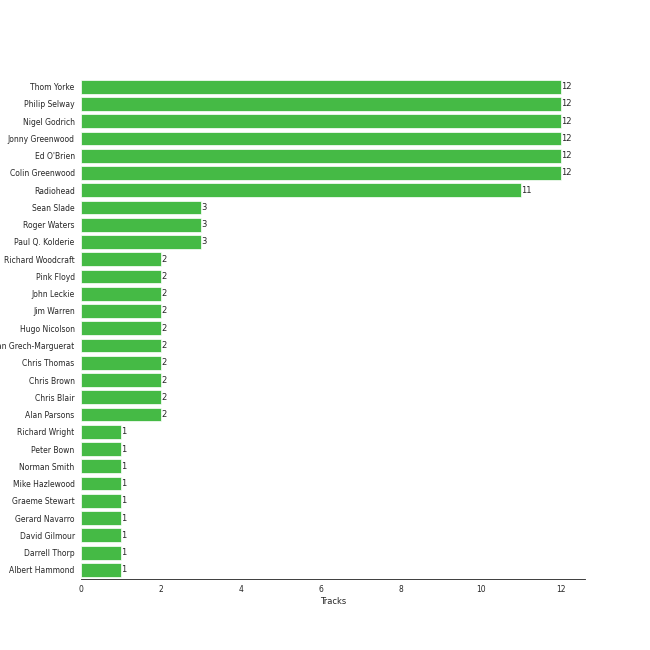 Thom Yorke 12
Philip Selway 12
Nigel Godrich 12
Jonny Greenwood 12
Ed O'Brien 12
Colin Greenwood 12
Radiohead 11
Sean Slade 3
Roger Waters 3
Paul Q. Kolderie 3
Richard Woodcraft 2
Pink Floyd 2
John Leckie 2
Jim Warren 2
Hugo Nicolson 2
Grech-Marguerat 2
Chris Thomas 2
Chris Brown 2
Chris Blair 2
Alan Parsons 2
Richard Wright 1
Peter Bown 1
Norman Smith 1
Mike Hazlewood 1
Graeme Stewart 1
Gerard Navarro 1
David Gilmour 1
Darrell Thorp 1
Albert Hammond 1
0 2 4 6 8 10 12
Tracks